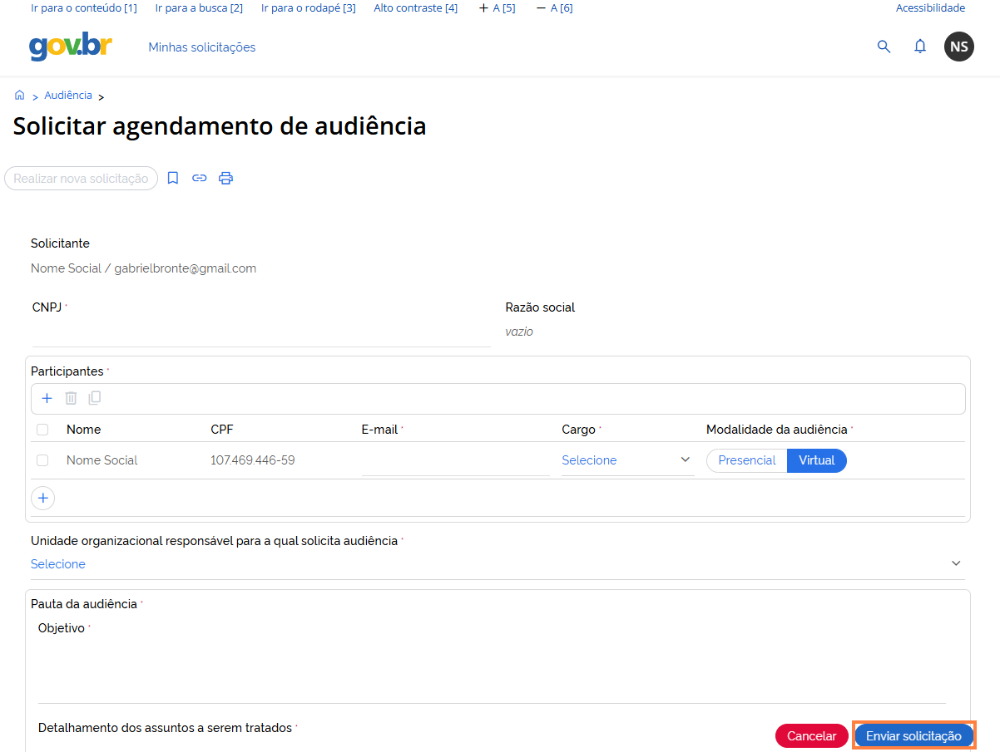 Ir para o conteúdo [1] Ir para a busca [2] Ir para o rodapé [3] Alto contraste [4] + A [5] — A [6] Acessibilidade
gov.br Minhas solicitações NS
> Audiência >
Solicitar agendamento de audiência
Realizar nova solicitação
Solicitante
Nome Social / gabrielbronte@gmail.com
CNPJ * Razão social
vazio
Participantes *
+
Nome CPF E-mail * Cargo * Modalidade da audiência *
Nome Social 107.469.446-59 Selecione Presencial Virtual
+
Unidade organizacional responsável para a qual solicita audiência *
Selecione
Pauta da audiência *
Objetivo *
Detalhamento dos assuntos a serem tratados *
Cancelar Enviar solicitação